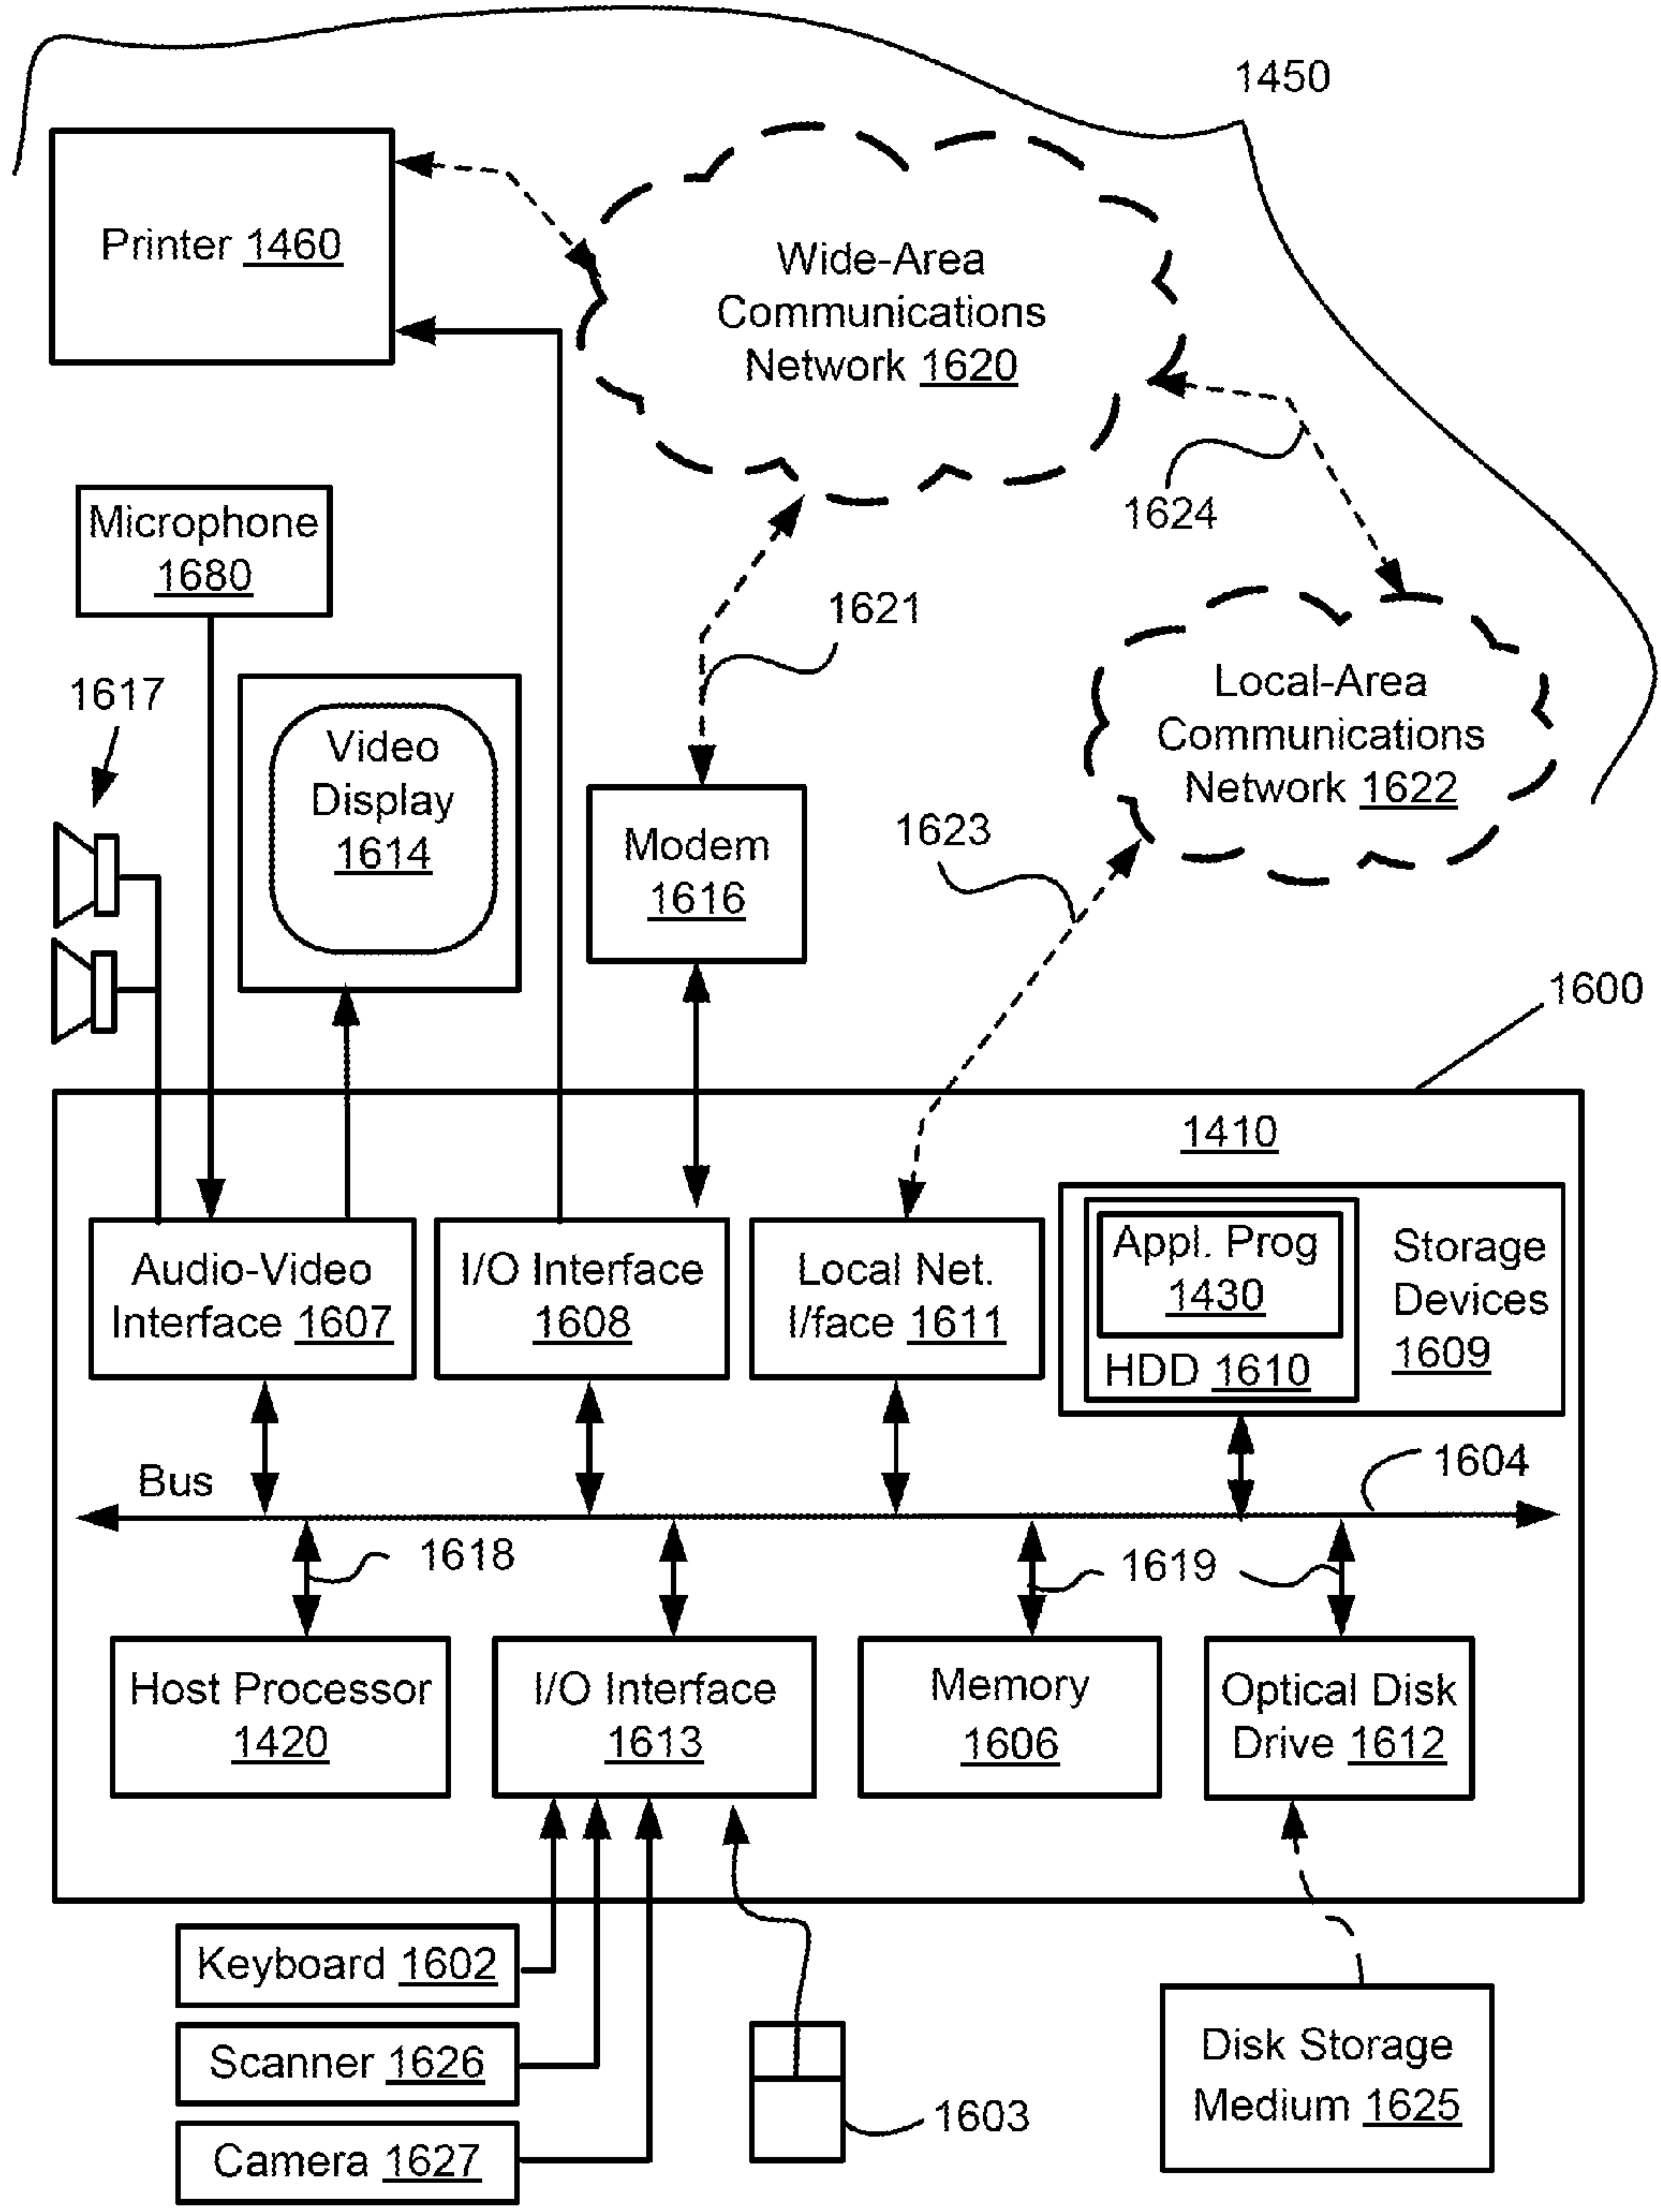 1450
Printer 1460
Wide-Area
Communications
Network 1620
1624
Microphone
1680
1621
1617
Video
Display
1614
Local-Area
Communications
Network 1622
Modem
1616
1623
1600
1410
Audio-Video
Interface 1607
I/O Interface
1608
Local Net.
I/face 1611
Appl. Prog
1430
HDD 1610
Storage
Devices
1609
Bus
1604
1618
1619
Host Processor
1420
I/O Interface
1613
Memory
1606
Optical Disk
Drive 1612
Keyboard 1602
Scanner 1626
Camera 1627
1603
Disk Storage
Medium 1625